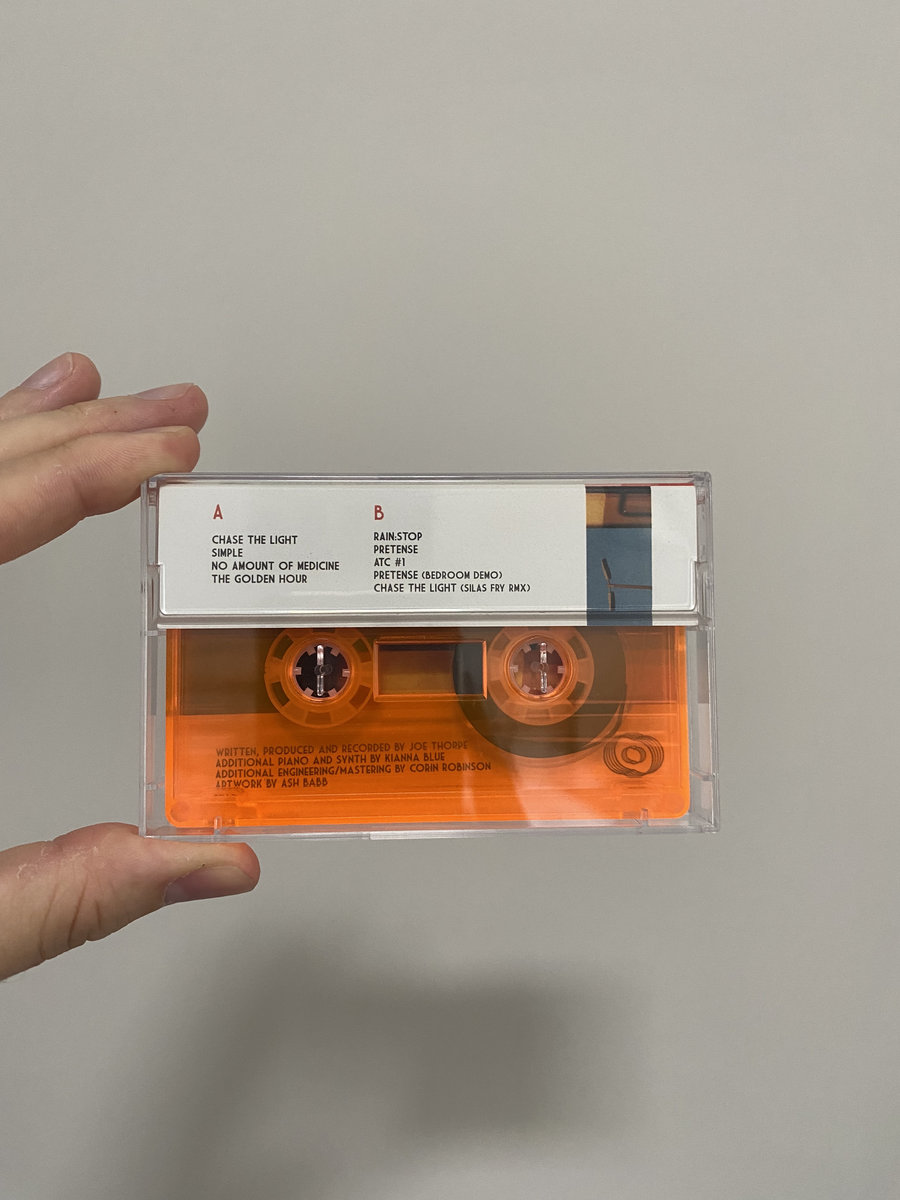 A
CHASE THE LIGHT
SIMPLE
NO AMOUNT OF MEDICINE
THE GOLDEN HOUR
B
RAIN:STOP
PRETENSE
ATC #1
PRETENSE (BEDROOM DEMO)
CHASE THE LIGHT (SILAS FRY RMX)
WRITTEN, PRODUCED AND RECORDED BY JOE THORPE
ADDITIONAL PIANO AND SYNTH BY KIANNA BLUE
ADDITIONAL ENGINEERING/MASTERING BY CORIN ROBINSON
ARTWORK BY ASH BABB